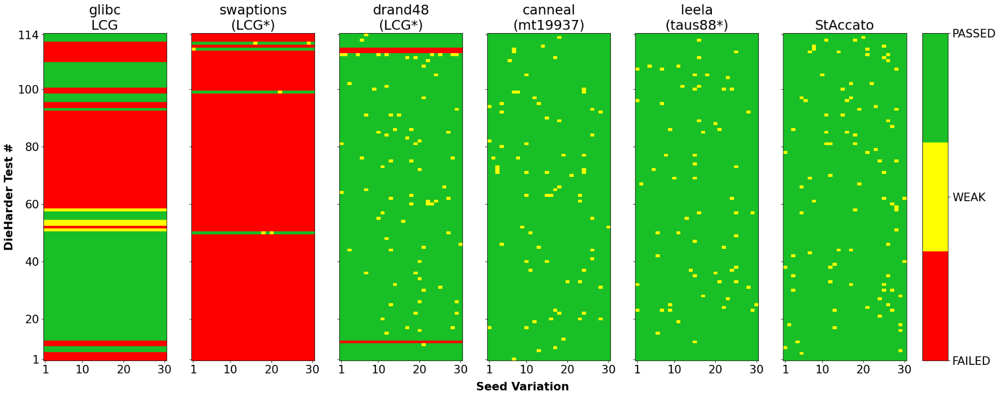 glibc
LCG
swaptions
(LCG*)
drand48
(LCG*)
canneal
(mt19937)
leela
(taus88*)
StAccato
DieHarder Test #
114
100
80
60
40
20
1
1 10 20 30
1 10 20 30
1 10 20 30
1 10 20 30
1 10 20 30
1 10 20 30
Seed Variation
PASSED
WEAK
FAILED